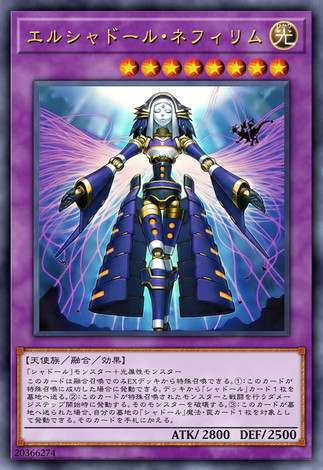 エルシャドール・ネフィリム
光
【天使族/融合/効果】
「シャドール」モンスター+光属性モンスター
このカードは融合召喚でのみEXデッキから特殊召喚できる。①:このカードが
特殊召喚に成功した場合に発動できる。デッキから「シャドール」カード1枚を
墓地へ送る。②:このカードが特殊召喚されたモンスターと戦闘を行うダメー
ジステップ開始時に発動する。そのモンスターを破壊する。③:このカードが墓
地へ送られた場合、自分の墓地の「シャドール」魔法・罠カード1枚を対象とし
て発動できる。そのカードを手札に加える。
ATK/ 2800 DEF/ 2500
20366274